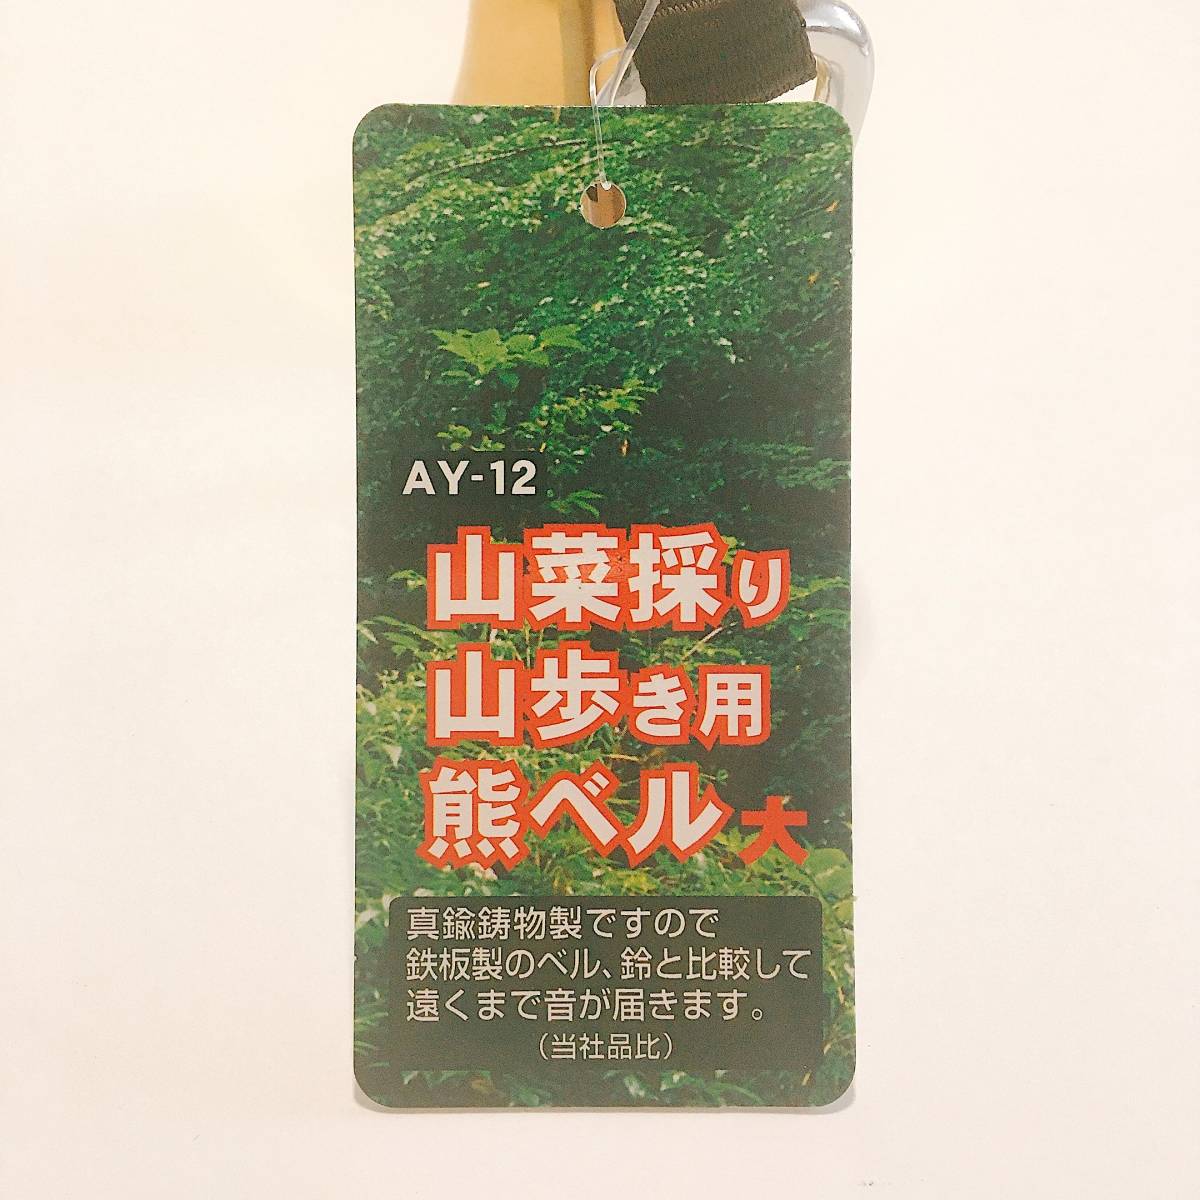 AY-12
山菜採り
山歩き用
熊ベル大
真鍮鋳物製ですので
鉄板製のベル、鈴と比較して
遠くまで音が届きます。
（当社品比）